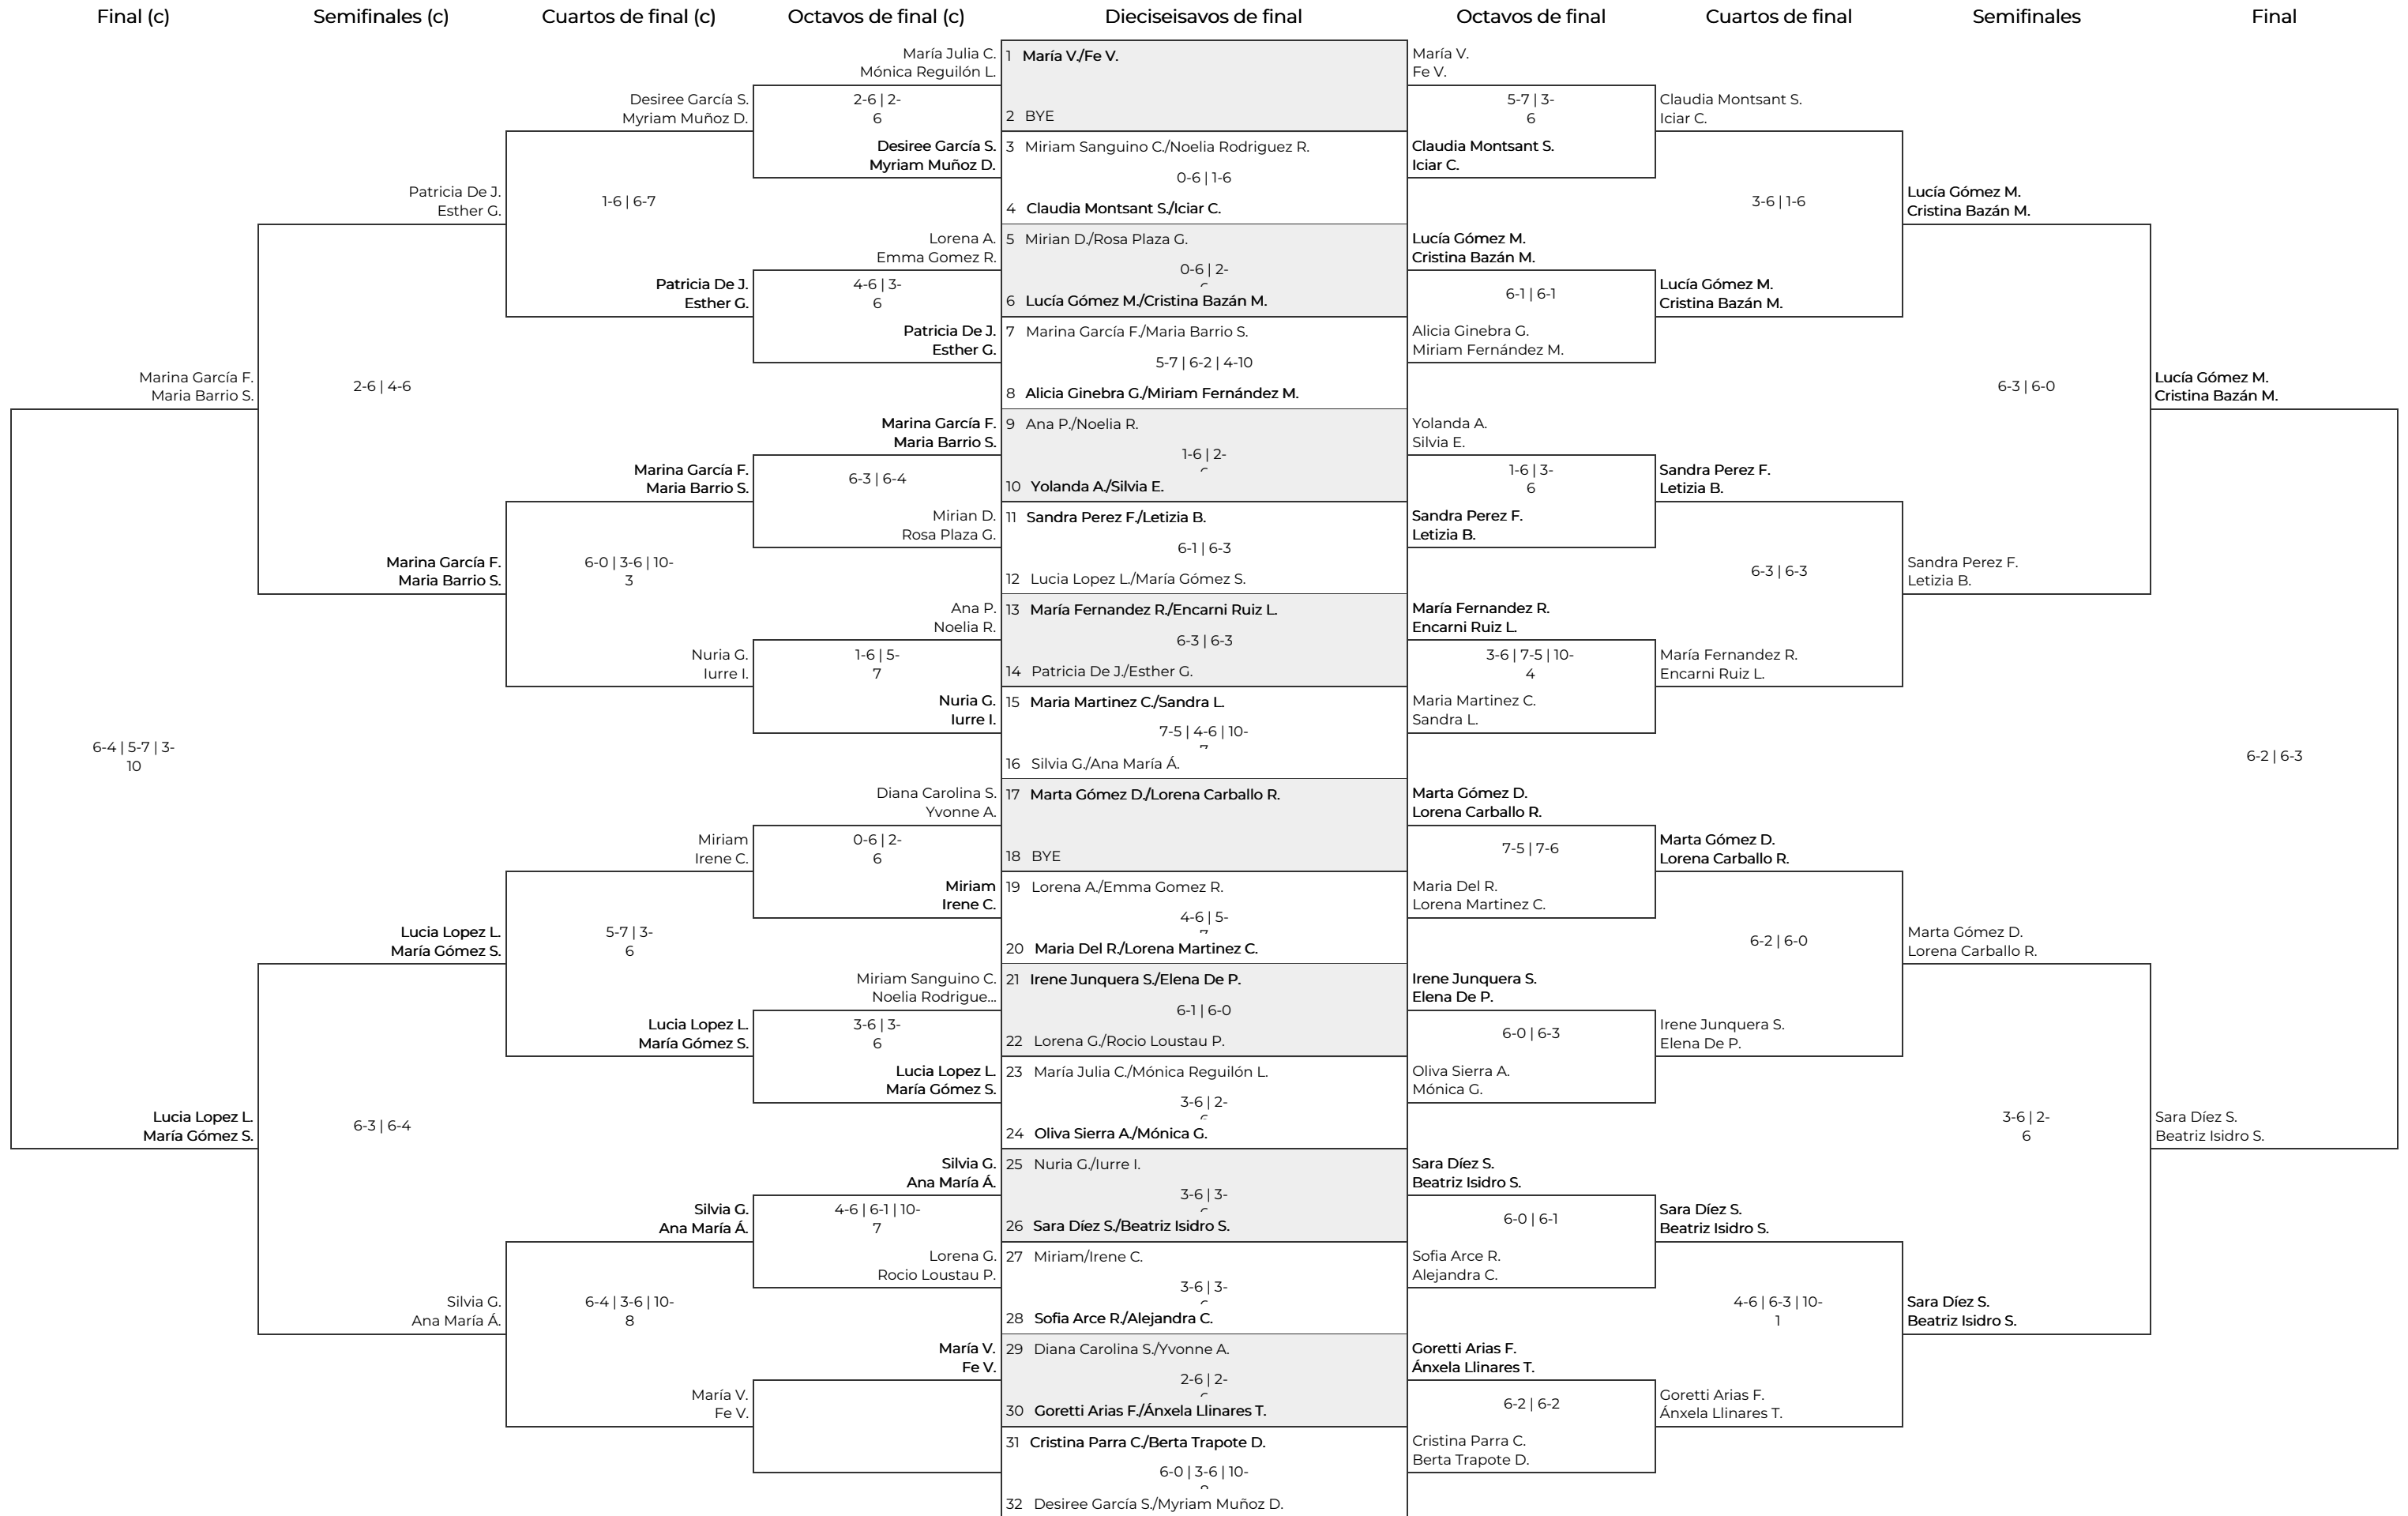 Final (c)
Semifinales (c)
Cuartos de final (c)
Octavos de final (c)
Dieciseisavos de final
Octavos de final
Cuartos de final
Semifinales
Final
Marina García F.
Maria Barrio S.
6-4 | 5-7 | 3-
10
Lucia Lopez L.
María Gómez S.
Patricia De J.
Esther G.
2-6 | 4-6
Marina García F.
Maria Barrio S.
Lucia Lopez L.
María Gómez S.
6-3 | 6-4
Silvia G.
Ana María Á.
Desiree García S.
Myriam Muñoz D.
1-6 | 6-7
Patricia De J.
Esther G.
Marina García F.
Maria Barrio S.
6-0 | 3-6 | 10-
3
Nuria G.
Iurre I.
Miriam
Irene C.
5-7 | 3-
6
Lucia Lopez L.
María Gómez S.
Silvia G.
Ana María Á.
6-4 | 3-6 | 10-
8
María V.
Fe V.
María Julia C.
Mónica Reguilón L.
2-6 | 2-
6
Desiree García S.
Myriam Muñoz D.
Lorena A.
Emma Gomez R.
4-6 | 3-
6
Patricia De J.
Esther G.
Marina García F.
Maria Barrio S.
6-3 | 6-4
Mirian D.
Rosa Plaza G.
Ana P.
Noelia R.
1-6 | 5-
7
Nuria G.
Iurre I.
Diana Carolina S.
Yvonne A.
0-6 | 2-
6
Miriam
Irene C.
Miriam Sanguino C.
Noelia Rodrigue...
3-6 | 3-
6
Lucia Lopez L.
María Gómez S.
Silvia G.
Ana María Á.
4-6 | 6-1 | 10-
7
Lorena G.
Rocio Loustau P.
María V.
Fe V.
1 María V./Fe V.
2 BYE
3 Miriam Sanguino C./Noelia Rodriguez R.
0-6 | 1-6
4 Claudia Montsant S./Iciar C.
5 Mirian D./Rosa Plaza G.
0-6 | 2-
6 Lucía Gómez M./Cristina Bazán M.
7 Marina García F./Maria Barrio S.
5-7 | 6-2 | 4-10
8 Alicia Ginebra G./Miriam Fernández M.
9 Ana P./Noelia R.
1-6 | 2-
10 Yolanda A./Silvia E.
11 Sandra Perez F./Letizia B.
6-1 | 6-3
12 Lucia Lopez L./María Gómez S.
13 María Fernandez R./Encarni Ruiz L.
6-3 | 6-3
14 Patricia De J./Esther G.
15 Maria Martinez C./Sandra L.
7-5 | 4-6 | 10-
16 Silvia G./Ana María Á.
17 Marta Gómez D./Lorena Carballo R.
18 BYE
19 Lorena A./Emma Gomez R.
4-6 | 5-
20 Maria Del R./Lorena Martinez C.
21 Irene Junquera S./Elena De P.
6-1 | 6-0
22 Lorena G./Rocio Loustau P.
23 María Julia C./Mónica Reguilón L.
3-6 | 2-
24 Oliva Sierra A./Mónica G.
25 Nuria G./Iurre I.
3-6 | 3-
26 Sara Díez S./Beatriz Isidro S.
27 Miriam/Irene C.
3-6 | 3-
28 Sofia Arce R./Alejandra C.
29 Diana Carolina S./Yvonne A.
2-6 | 2-
30 Goretti Arias F./Ánxela Llinares T.
31 Cristina Parra C./Berta Trapote D.
6-0 | 3-6 | 10-
32 Desiree García S./Myriam Muñoz D.
María V.
Fe V.
5-7 | 3-
6
Claudia Montsant S.
Iciar C.
Lucía Gómez M.
Cristina Bazán M.
6-1 | 6-1
Alicia Ginebra G.
Miriam Fernández M.
Yolanda A.
Silvia E.
1-6 | 3-
6
Sandra Perez F.
Letizia B.
María Fernandez R.
Encarni Ruiz L.
3-6 | 7-5 | 10-
4
Maria Martinez C.
Sandra L.
Marta Gómez D.
Lorena Carballo R.
7-5 | 7-6
Maria Del R.
Lorena Martinez C.
Irene Junquera S.
Elena De P.
6-0 | 6-3
Oliva Sierra A.
Mónica G.
Sara Díez S.
Beatriz Isidro S.
6-0 | 6-1
Sofia Arce R.
Alejandra C.
Goretti Arias F.
Ánxela Llinares T.
6-2 | 6-2
Cristina Parra C.
Berta Trapote D.
Claudia Montsant S.
Iciar C.
3-6 | 1-6
Lucía Gómez M.
Cristina Bazán M.
Sandra Perez F.
Letizia B.
6-3 | 6-3
María Fernandez R.
Encarni Ruiz L.
Marta Gómez D.
Lorena Carballo R.
6-2 | 6-0
Irene Junquera S.
Elena De P.
Sara Díez S.
Beatriz Isidro S.
4-6 | 6-3 | 10-
1
Goretti Arias F.
Ánxela Llinares T.
Lucía Gómez M.
Cristina Bazán M.
6-3 | 6-0
Sandra Perez F.
Letizia B.
Marta Gómez D.
Lorena Carballo R.
3-6 | 2-
6
Sara Díez S.
Beatriz Isidro S.
Lucía Gómez M.
Cristina Bazán M.
6-2 | 6-3
Sara Díez S.
Beatriz Isidro S.